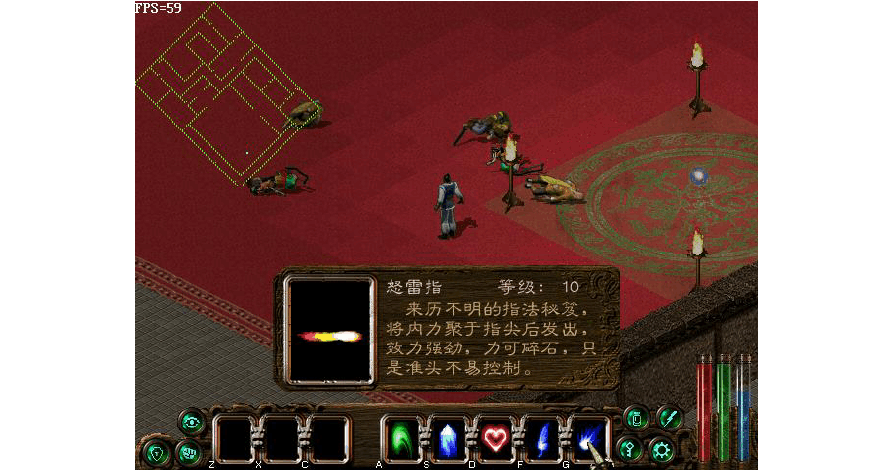 FPS=59
怒雷指 等级: 10
来历不明的指法秘笈,
将内力聚于指尖后发出,
效力强劲,力可碎石,只
是准头不易控制。
Z X C A S D F G